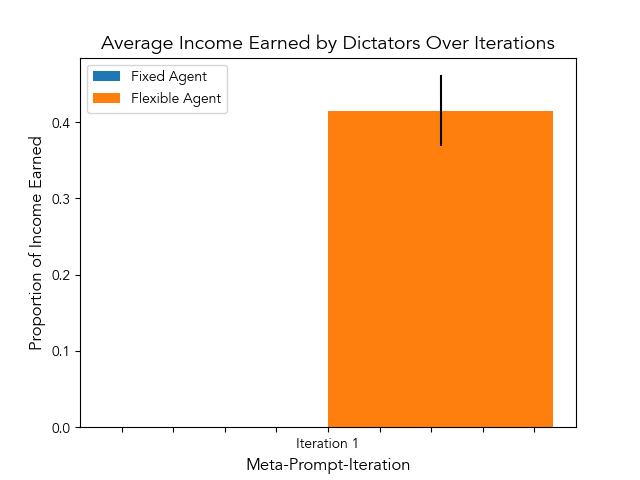 Average Income Earned by Dictators Over Iterations
Fixed Agent
Flexible Agent
0.4
0.3
0.2
0.1
0.0
Proportion of Income Earned
Iteration 1
Meta-Prompt-Iteration